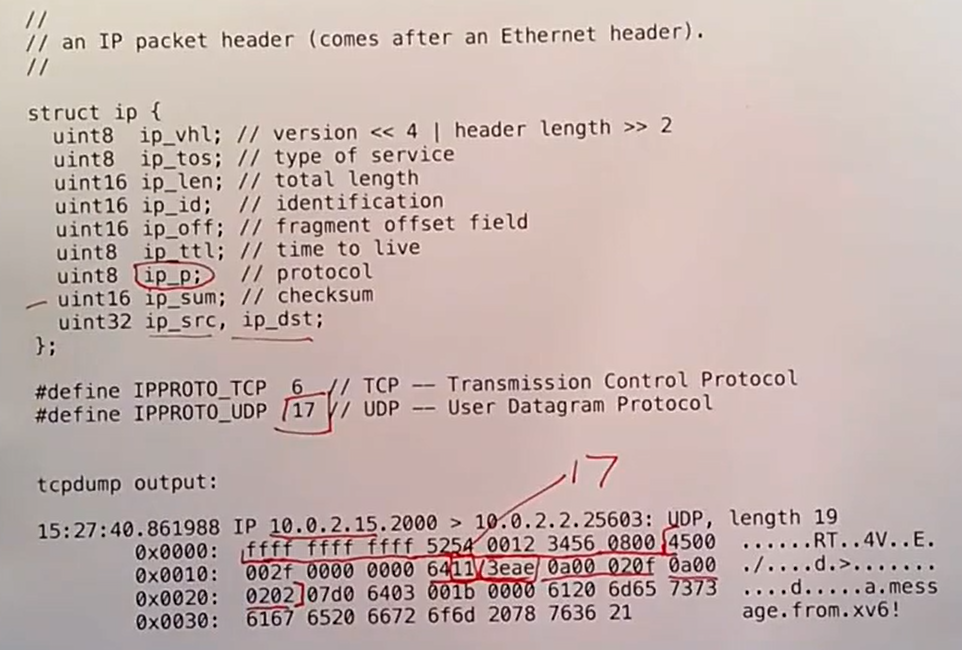 //
// an IP packet header (comes after an Ethernet header).
//
struct ip {
uint8 ip_vhl; // version << 4 | header length >> 2
uint8 ip_tos; // type of service
uint16 ip_len; // total length
uint16 ip_id; // identification
uint16 ip_off; // fragment offset field
uint8 ip_ttl; // time to live
uint8 ip_p; // protocol
uint16 ip_sum; // checksum
uint32 ip_src, ip_dst;
};
#define IPPROTO_TCP 6 // TCP -- Transmission Control Protocol
#define IPPROTO_UDP 17 // UDP -- User Datagram Protocol
17
tcpdump output:
15:27:40.861988 IP 10.0.2.15.2000 > 10.0.2.2.25603: UDP, length 19
0x0000: ffff ffff ffff 5254 0012 3456 0800 4500 ......RT..4V..E.
0x0010: 002f 0000 0000 6411 3eae 0a00 020f 0a00 ./....d.>.......
0x0020: 0202 07d0 6403 001b 0000 6120 6d65 7373 ....d.....a.mess
0x0030: 6167 6520 6672 6f6d 2078 7636 21 age.from.xv6!